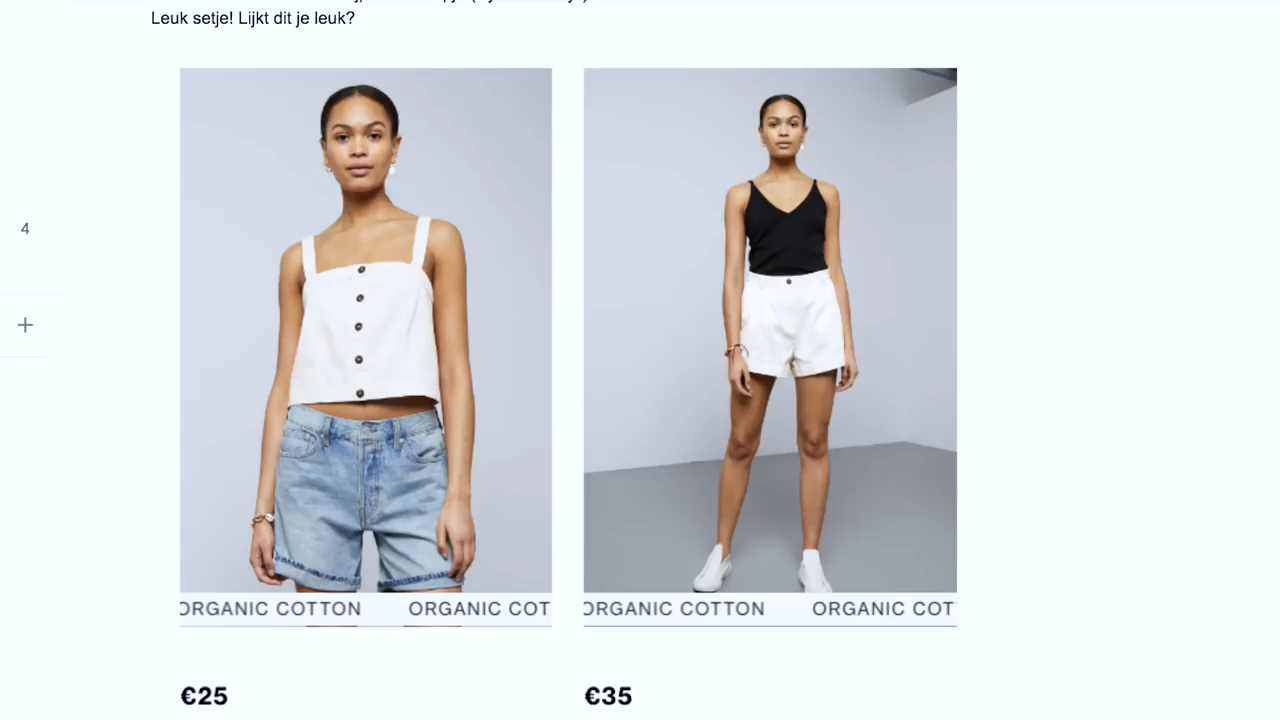 Leuk setje! Lijkt dit je leuk?
4
+
ORGANIC COTTON ORGANIC COT
ORGANIC COTTON ORGANIC COT
€25
€35